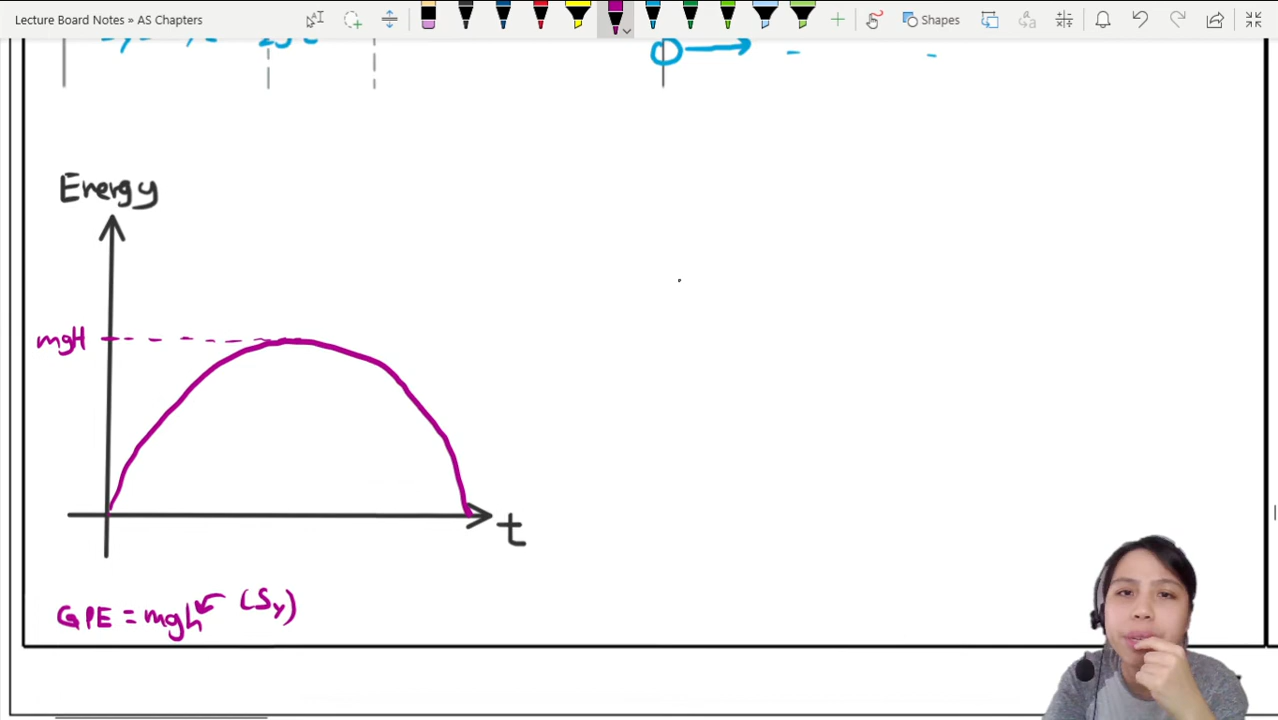 Lecture Board Notes » AS Chapters
Shapes
Energy
mgH
t
GPE = mgh (Sy)